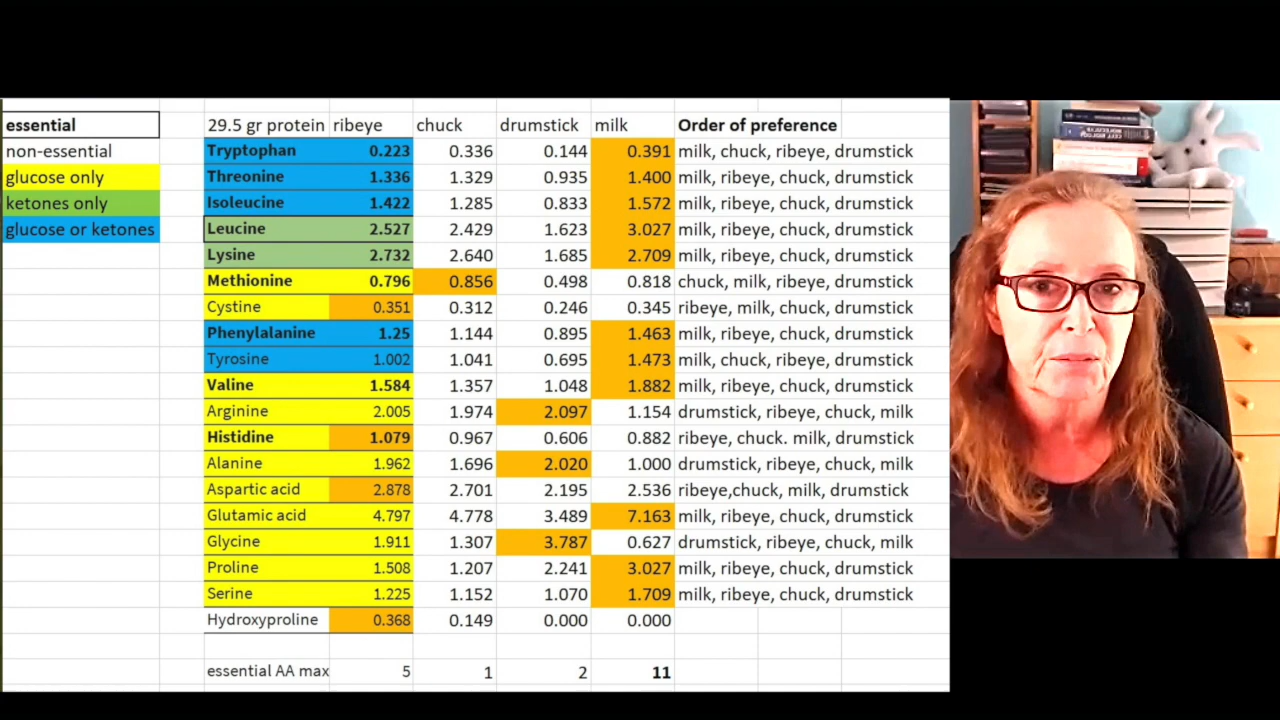 essential 29.5 gr protein ribeye chuck drumstick milk Order of preference
non-essential Tryptophan 0.223 0.336 0.144 0.391 milk, chuck, ribeye, drumstick
glucose only Threonine 1.336 1.329 0.935 1.400 milk, ribeye, chuck, drumstick
ketones only Isoleucine 1.422 1.285 0.833 1.572 milk, ribeye, chuck, drumstick
glucose or ketones Leucine 2.527 2.429 1.623 3.027 milk, ribeye, chuck, drumstick
Lysine 2.732 2.640 1.685 2.709 milk, ribeye, chuck, drumstick
Methionine 0.796 0.856 0.498 0.818 chuck, milk, ribeye, drumstick
Cystine 0.351 0.312 0.246 0.345 ribeye, milk, chuck, drumstick
Phenylalanine 1.25 1.144 0.895 1.463 milk, ribeye, chuck, drumstick
Tyrosine 1.002 1.041 0.695 1.473 milk, chuck, ribeye, drumstick
Valine 1.584 1.357 1.048 1.882 milk, ribeye, chuck, drumstick
Arginine 2.005 1.974 2.097 1.154 drumstick, ribeye, chuck, milk
Histidine 1.079 0.967 0.606 0.882 ribeye, chuck. milk, drumstick
Alanine 1.962 1.696 2.020 1.000 drumstick, ribeye, chuck, milk
Aspartic acid 2.878 2.701 2.195 2.536 ribeye,chuck, milk, drumstick
Glutamic acid 4.797 4.778 3.489 7.163 milk, ribeye, chuck, drumstick
Glycine 1.911 1.307 3.787 0.627 drumstick, ribeye, chuck, milk
Proline 1.508 1.207 2.241 3.027 milk, ribeye, chuck, drumstick
Serine 1.225 1.152 1.070 1.709 milk, ribeye, chuck, drumstick
Hydroxyproline 0.368 0.149 0.000 0.000
essential AA max 5 1 2 11